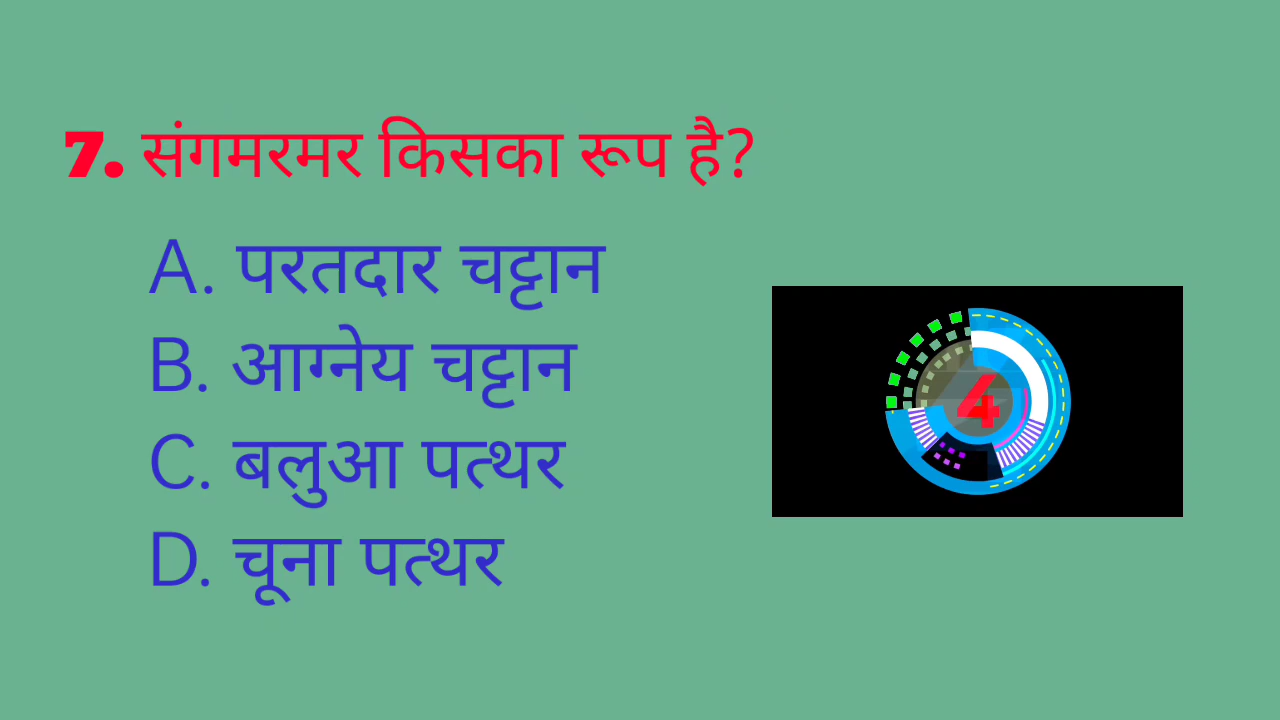 7. संगमरमर किसका रूप है?
A. परतदार चट्टान
B. आग्नेय चट्टान
C. बलुआ पत्थर
D. चूना पत्थर
4